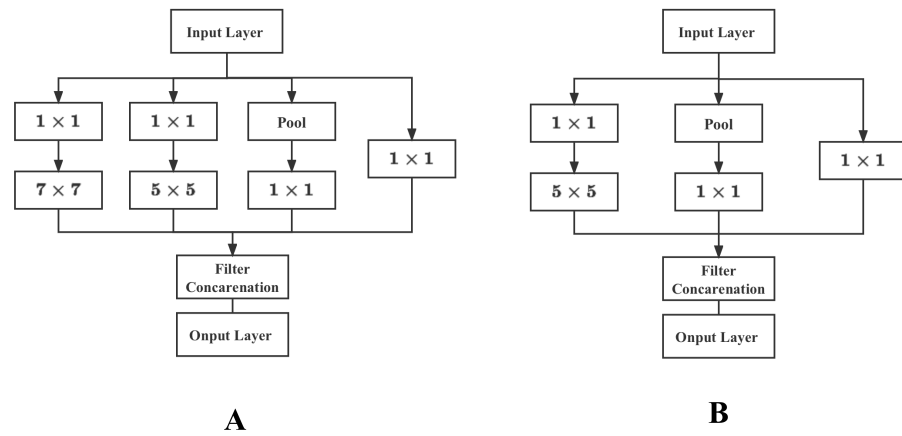 Input Layer
1 × 1
1 × 1
Pool
1 × 1
7 × 7
5 × 5
1 × 1
Filter
Concarenation
Onput Layer
A
Input Layer
1 × 1
Pool
1 × 1
5 × 5
1 × 1
Filter
Concarenation
Onput Layer
B